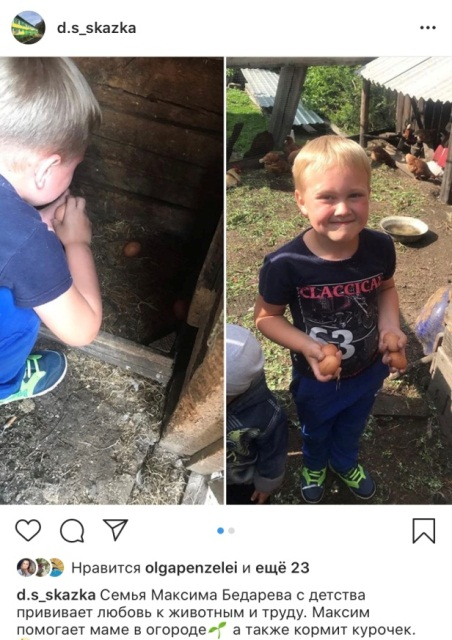 d.s_skazka
CLACCICAL
63
Нравится olgapenzelei и ещё 23
d.s_skazka Семья Максима Бедарева с детства
прививает любовь к животным и труду. Максим
помогает маме в огороде🌱 а также кормит курочек.